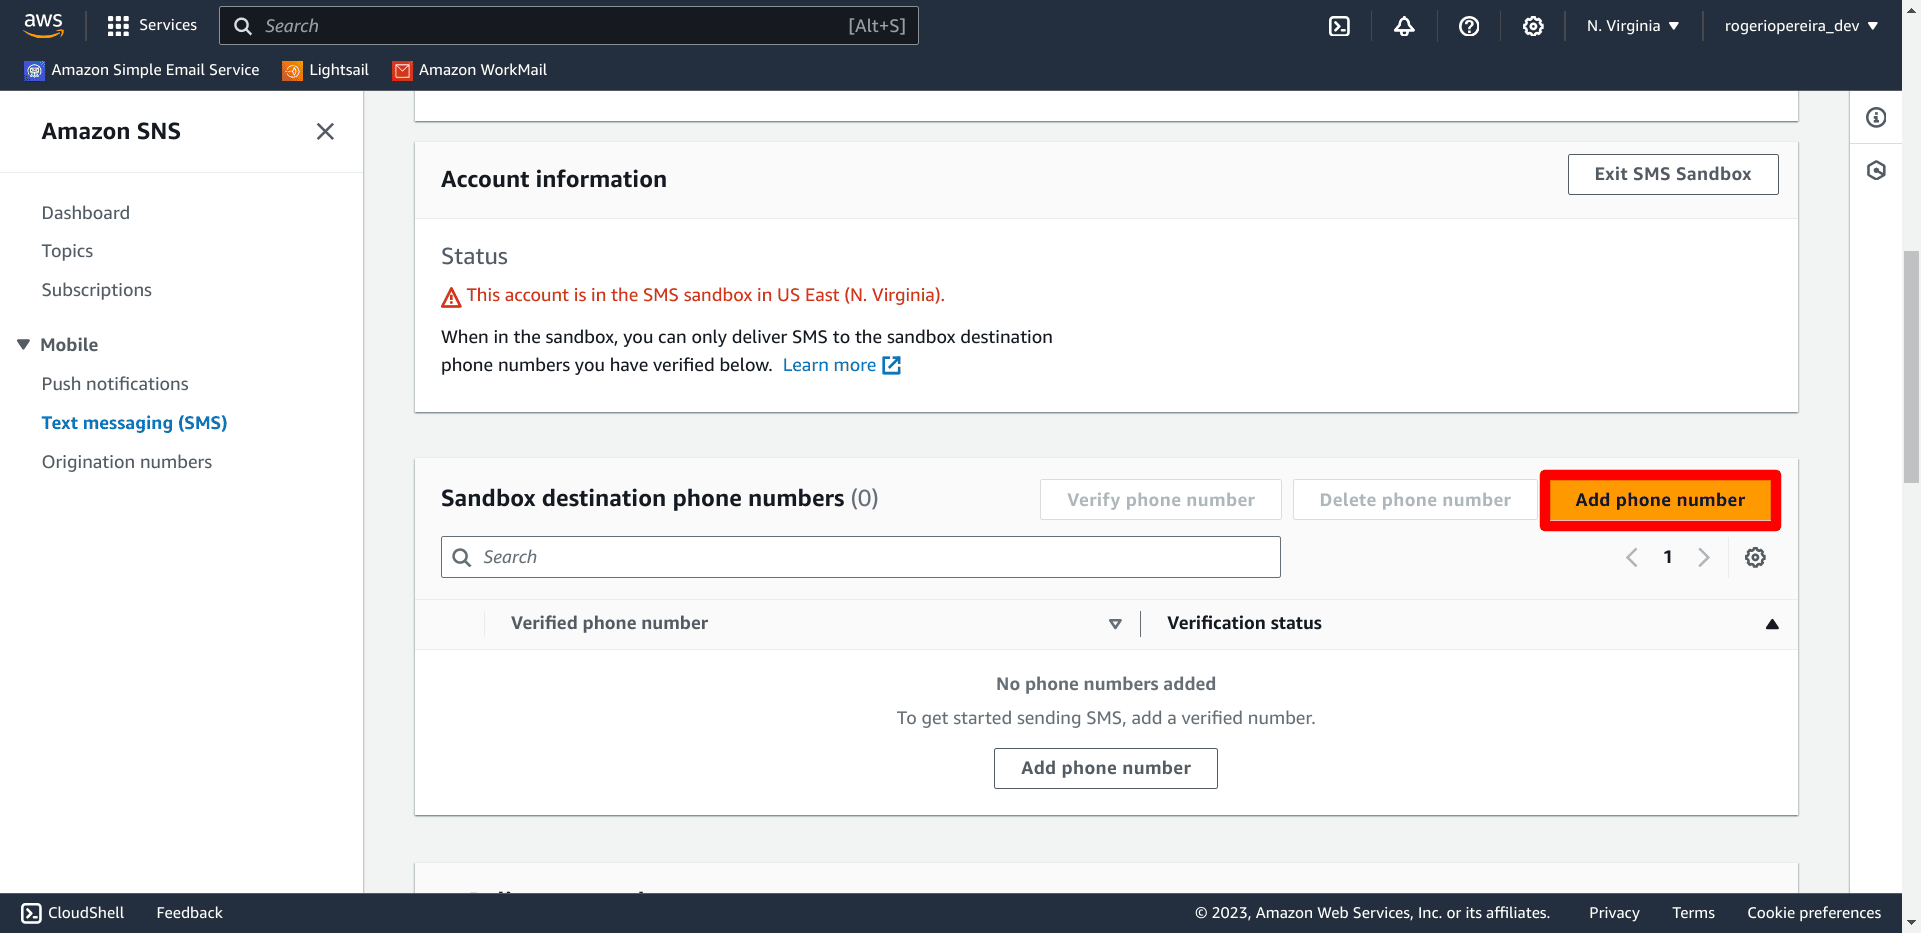 aws
Services
Search
[Alt+S]
N. Virginia
rogeriopereira_dev
Amazon Simple Email Service
Lightsail
Amazon WorkMail
Amazon SNS
Dashboard
Topics
Subscriptions
Mobile
Push notifications
Text messaging (SMS)
Origination numbers
Account information
Exit SMS Sandbox
Status
This account is in the SMS sandbox in US East (N. Virginia).
When in the sandbox, you can only deliver SMS to the sandbox destination
phone numbers you have verified below. Learn more
Sandbox destination phone numbers (0)
Verify phone number
Delete phone number
Add phone number
Search
1
Verified phone number
Verification status
No phone numbers added
To get started sending SMS, add a verified number.
Add phone number
CloudShell
Feedback
© 2023, Amazon Web Services, Inc. or its affiliates.
Privacy
Terms
Cookie preferences